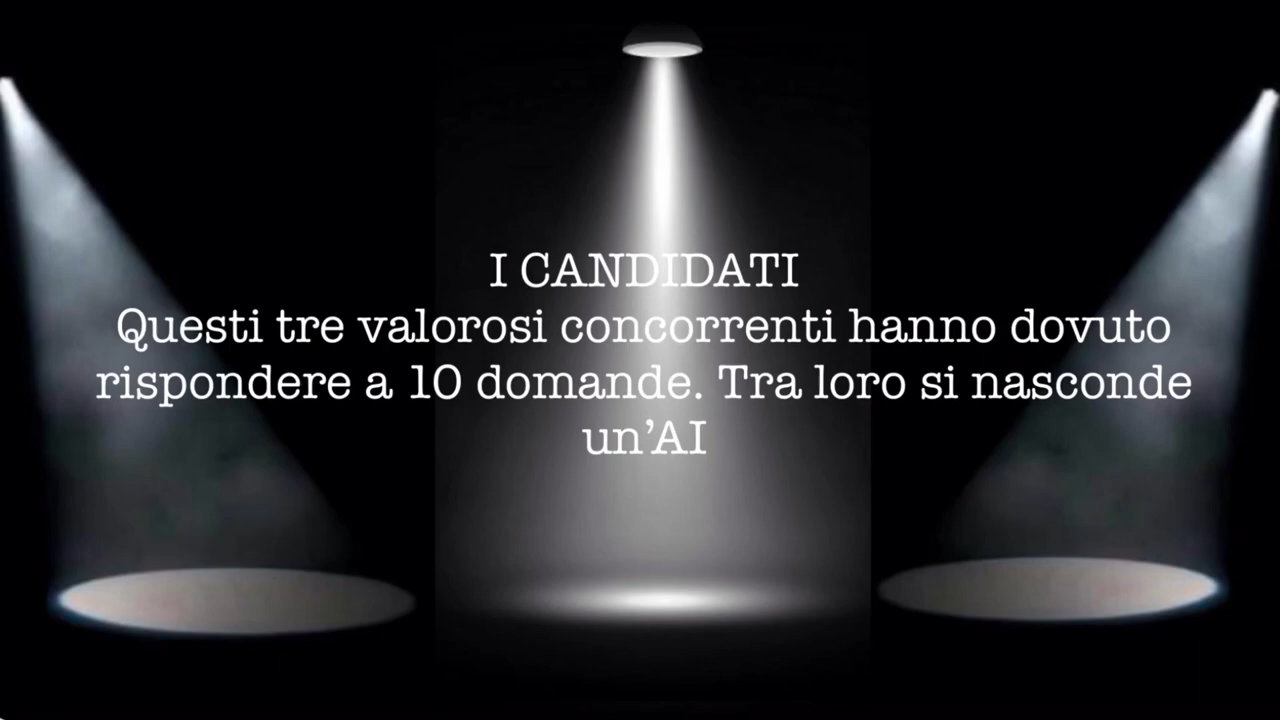 I CANDIDATI
Questi tre valorosi concorrenti hanno dovuto
rispondere a 10 domande. Tra loro si nasconde
un’AI